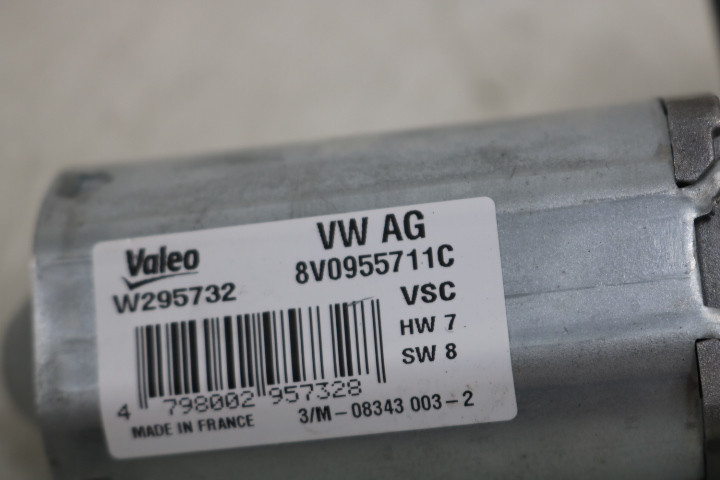 VW AG
Valeo
8V0955711C
W295732
VSC
HW 7
SW 8
4 798002 957328
MADE IN FRANCE
3/M-08343 003-2